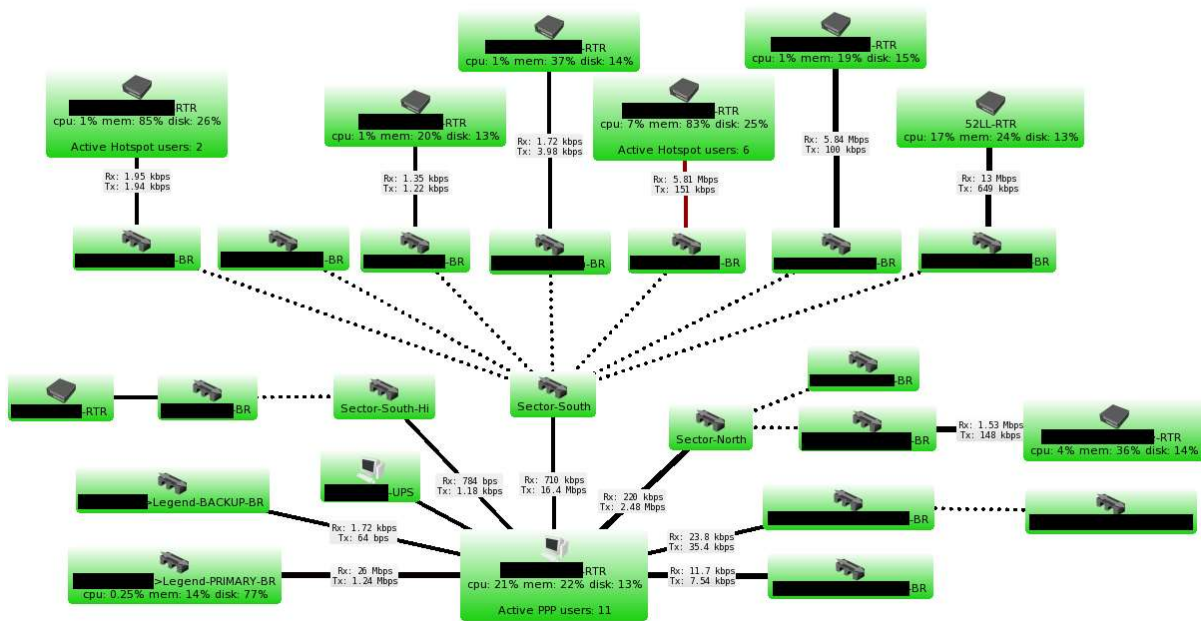 -RTR
cpu: 1% mem: 37% disk: 14%
-RTR
cpu: 1% mem: 19% disk: 15%
-RTR
cpu: 1% mem: 85% disk: 26%
Active Hotspot users: 2
-RTR
cpu: 1% mem: 20% disk: 13%
-RTR
cpu: 7% mem: 83% disk: 25%
Active Hotspot users: 6
52LL-RTR
cpu: 17% mem: 24% disk: 13%
Rx: 1.95 kbps
Tx: 1.94 kbps
Rx: 1.35 kbps
Tx: 1.22 kbps
Rx: 1.72 kbps
Tx: 3.98 kbps
Rx: 5.81 Mbps
Tx: 151 kbps
Rx: 5.84 Mbps
Tx: 100 kbps
Rx: 13 Mbps
Tx: 649 kbps
-BR
-BR
-BR
-BR
-BR
-BR
-BR
-RTR
-BR
Sector-South-Hi
Sector-South
Sector-North
-BR
-BR
Rx: 1.53 Mbps
Tx: 148 kbps
-RTR
cpu: 4% mem: 36% disk: 14%
>Legend-BACKUP-BR
-UPS
Rx: 784 bps
Tx: 1.18 kbps
Rx: 710 kbps
Tx: 16.4 Mbps
Rx: 220 kbps
Tx: 2.48 Mbps
-BR
Rx: 1.72 kbps
Tx: 64 bps
Rx: 23.8 kbps
Tx: 35.4 kbps
>Legend-PRIMARY-BR
cpu: 0.25% mem: 14% disk: 77%
Rx: 26 Mbps
Tx: 1.24 Mbps
-RTR
cpu: 21% mem: 22% disk: 13%
Active PPP users: 11
Rx: 11.7 kbps
Tx: 7.54 kbps
-BR